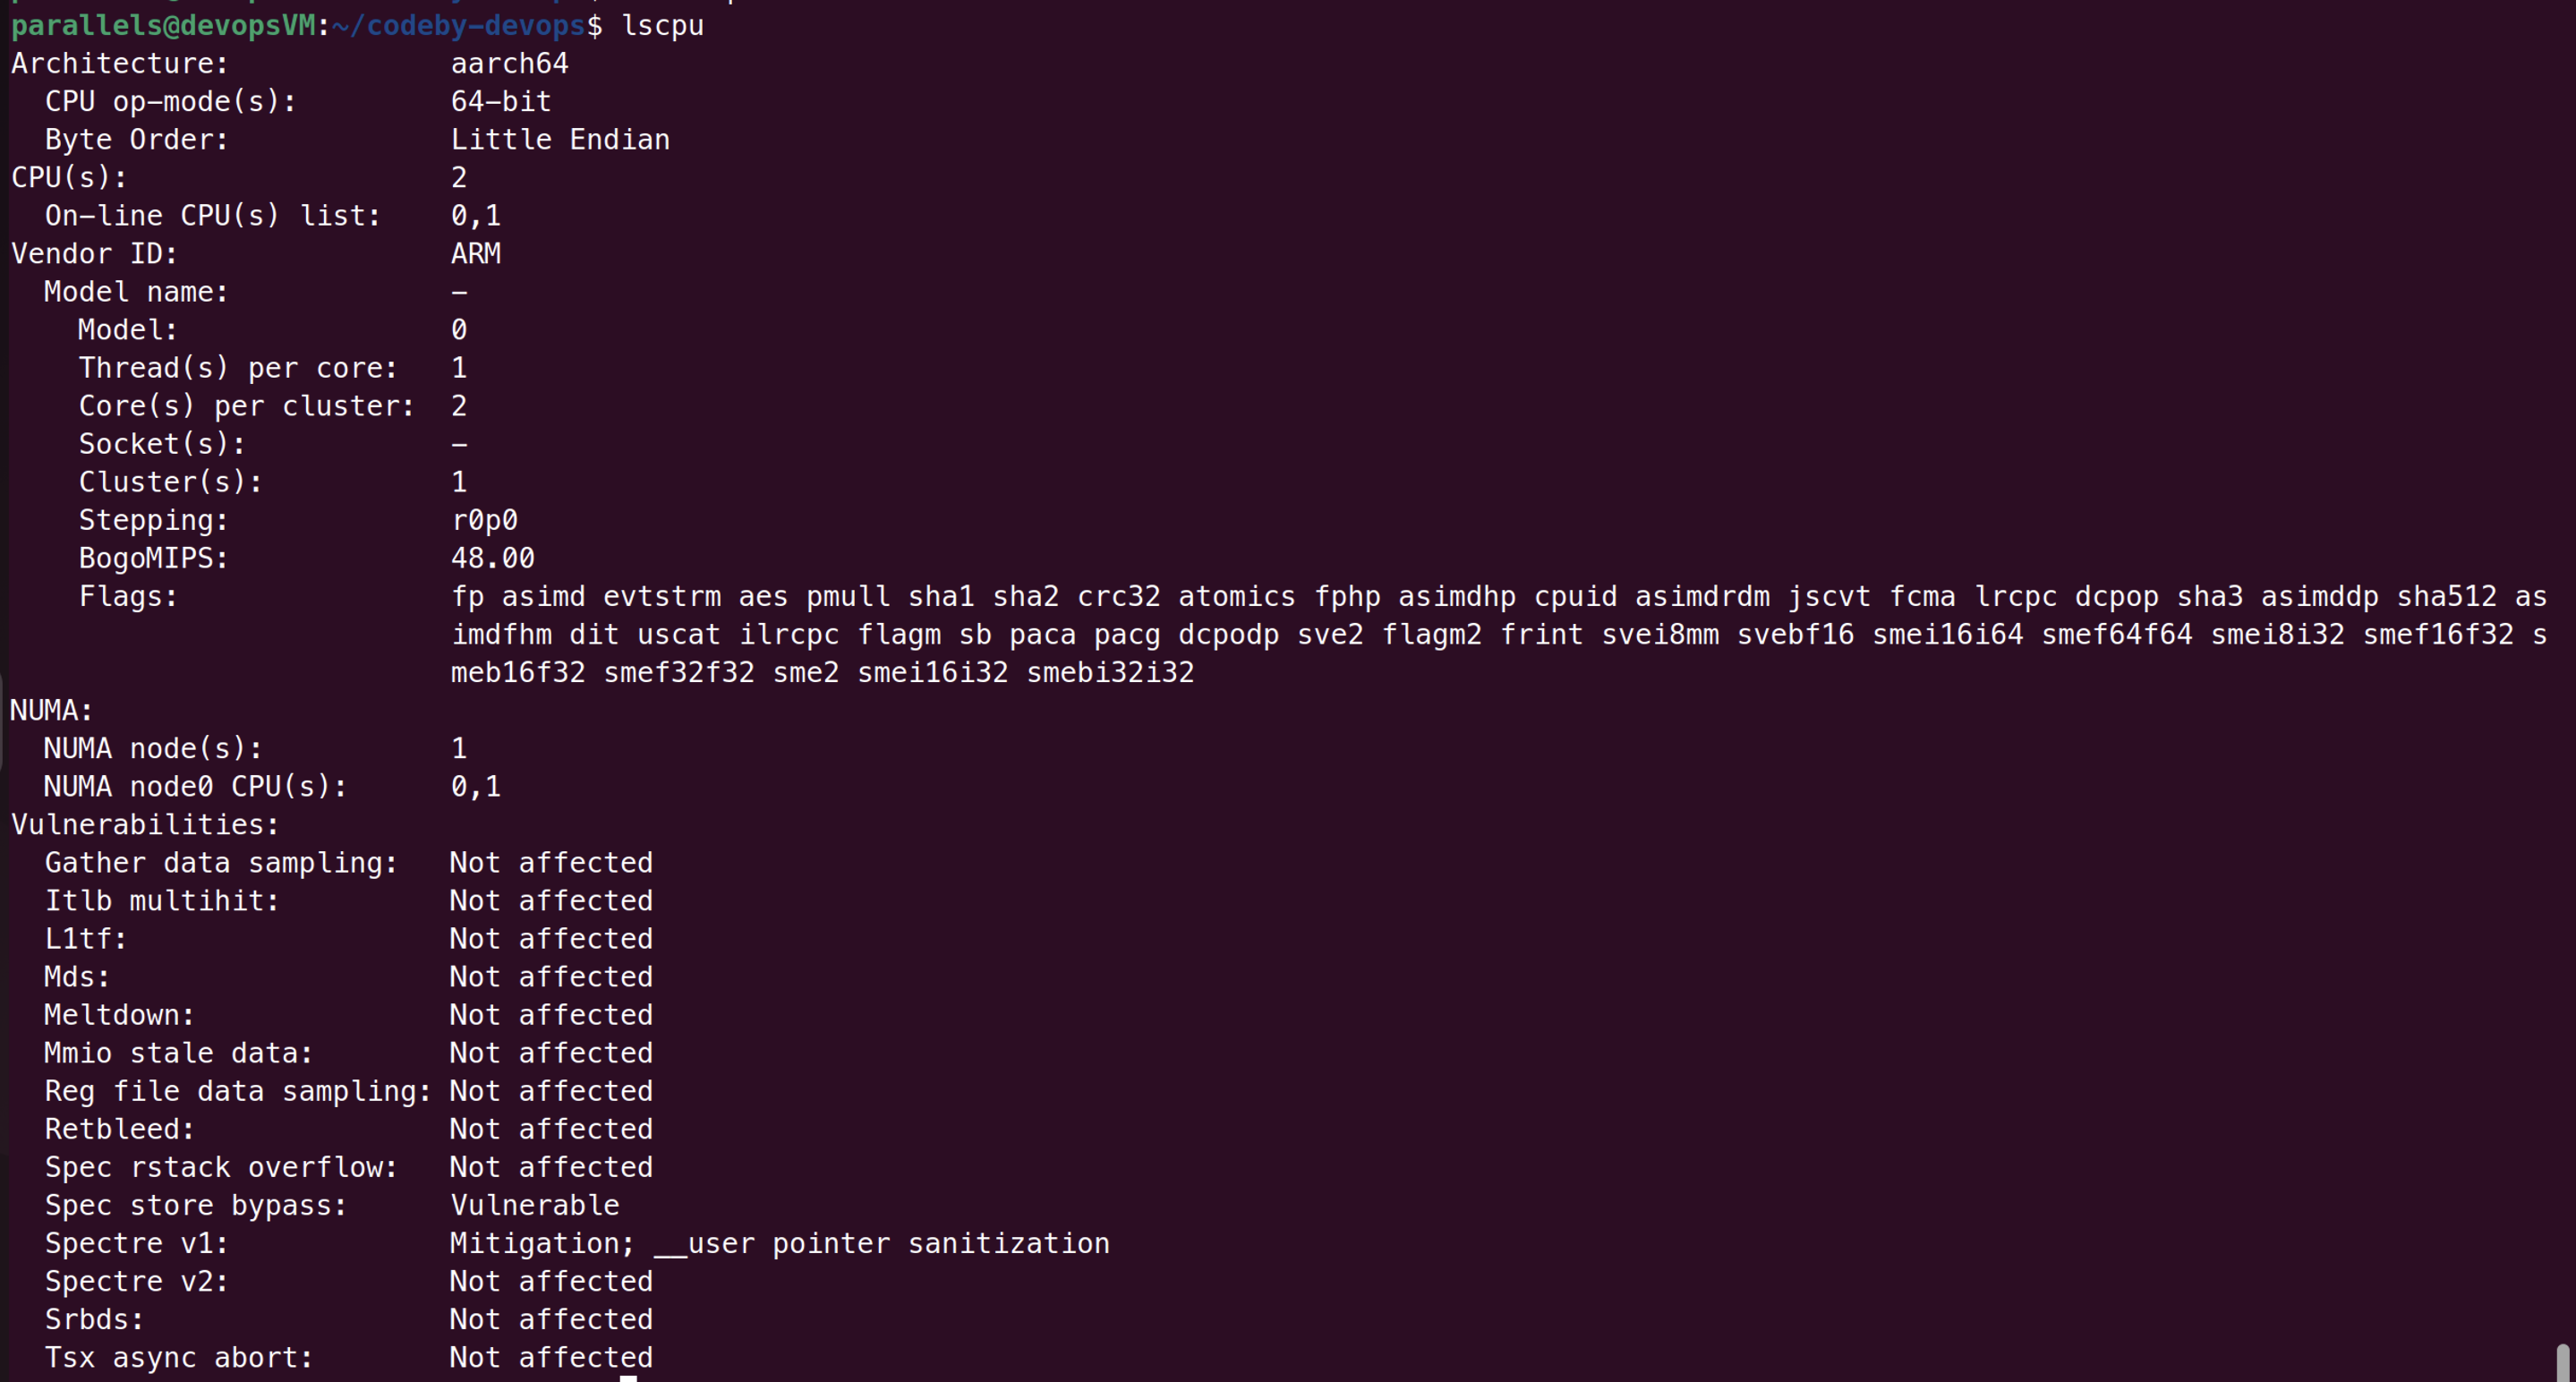 parallels@devopsVM:~/codeby-devops$ lscpu
Architecture:             aarch64
  CPU op-mode(s):         64-bit
  Byte Order:             Little Endian
CPU(s):                   2
  On-line CPU(s) list:    0,1
Vendor ID:                ARM
  Model name:             -
    Model:                0
    Thread(s) per core:   1
    Core(s) per cluster:  2
    Socket(s):            -
    Cluster(s):           1
    Stepping:             r0p0
    BogoMIPS:             48.00
    Flags:                fp asimd evtstrm aes pmull sha1 sha2 crc32 atomics fphp asimdhp cpuid asimdrdm jscvt fcma lrcpc dcpop sha3 asimddp sha512 as
                          imdfhm dit uscat ilrcpc flagm sb paca pacg dcpodp sve2 flagm2 frint svei8mm svebf16 smei16i64 smef64f64 smei8i32 smef16f32 s
                          meb16f32 smef32f32 sme2 smei16i32 smebi32i32
NUMA:
  NUMA node(s):           1
  NUMA node0 CPU(s):      0,1
Vulnerabilities:
  Gather data sampling:   Not affected
  Itlb multihit:          Not affected
  L1tf:                   Not affected
  Mds:                    Not affected
  Meltdown:               Not affected
  Mmio stale data:        Not affected
  Reg file data sampling: Not affected
  Retbleed:               Not affected
  Spec rstack overflow:   Not affected
  Spec store bypass:      Vulnerable
  Spectre v1:             Mitigation; __user pointer sanitization
  Spectre v2:             Not affected
  Srbds:                  Not affected
  Tsx async abort:        Not affected